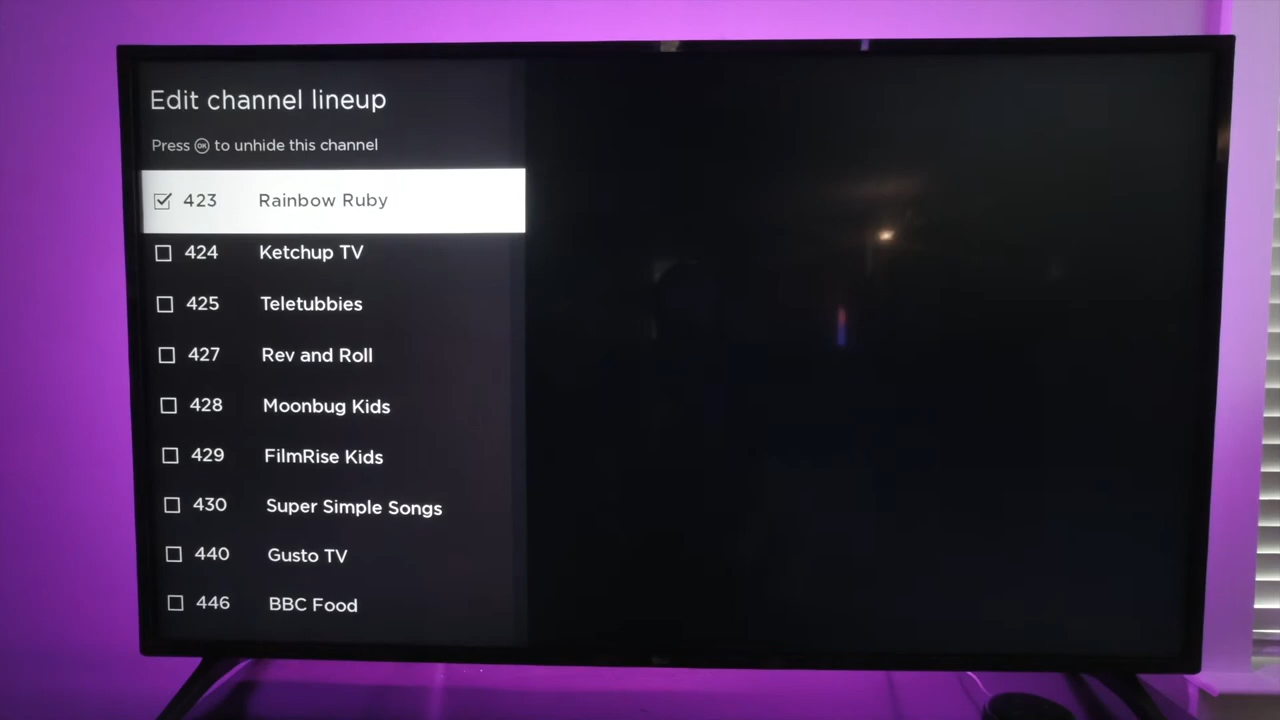 Edit channel lineup
Press OK to unhide this channel
423 Rainbow Ruby
424 Ketchup TV
425 Teletubbies
427 Rev and Roll
428 Moonbug Kids
429 FilmRise Kids
430 Super Simple Songs
440 Gusto TV
446 BBC Food